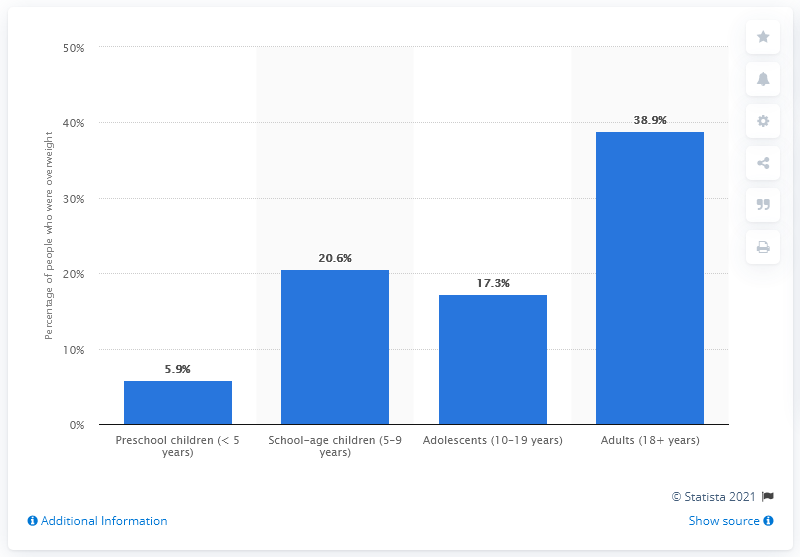 Percentage of people who were overweight
50%
40%
30%
20%
10%
0%
5.9%
20.6%
17.3%
38.9%
Preschool children (< 5
years)
School-age children (5-9
years)
Adolescents (10-19 years)
Adults (18+ years)
© Statista 2021
Additional Information
Show source